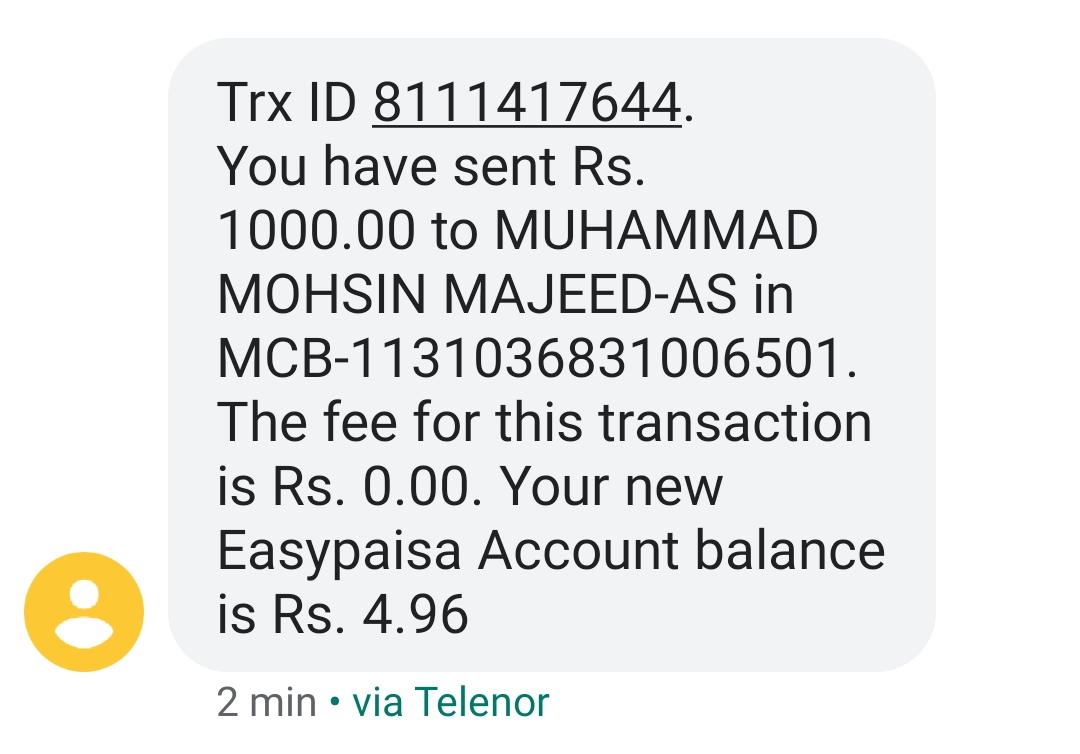 Trx ID 8111417644.
You have sent Rs.
1000.00 to MUHAMMAD
MOHSIN MAJEED-AS in
MCB-1131036831006501.
The fee for this transaction
is Rs. 0.00. Your new
Easypaisa Account balance
is Rs. 4.96
2 min • via Telenor